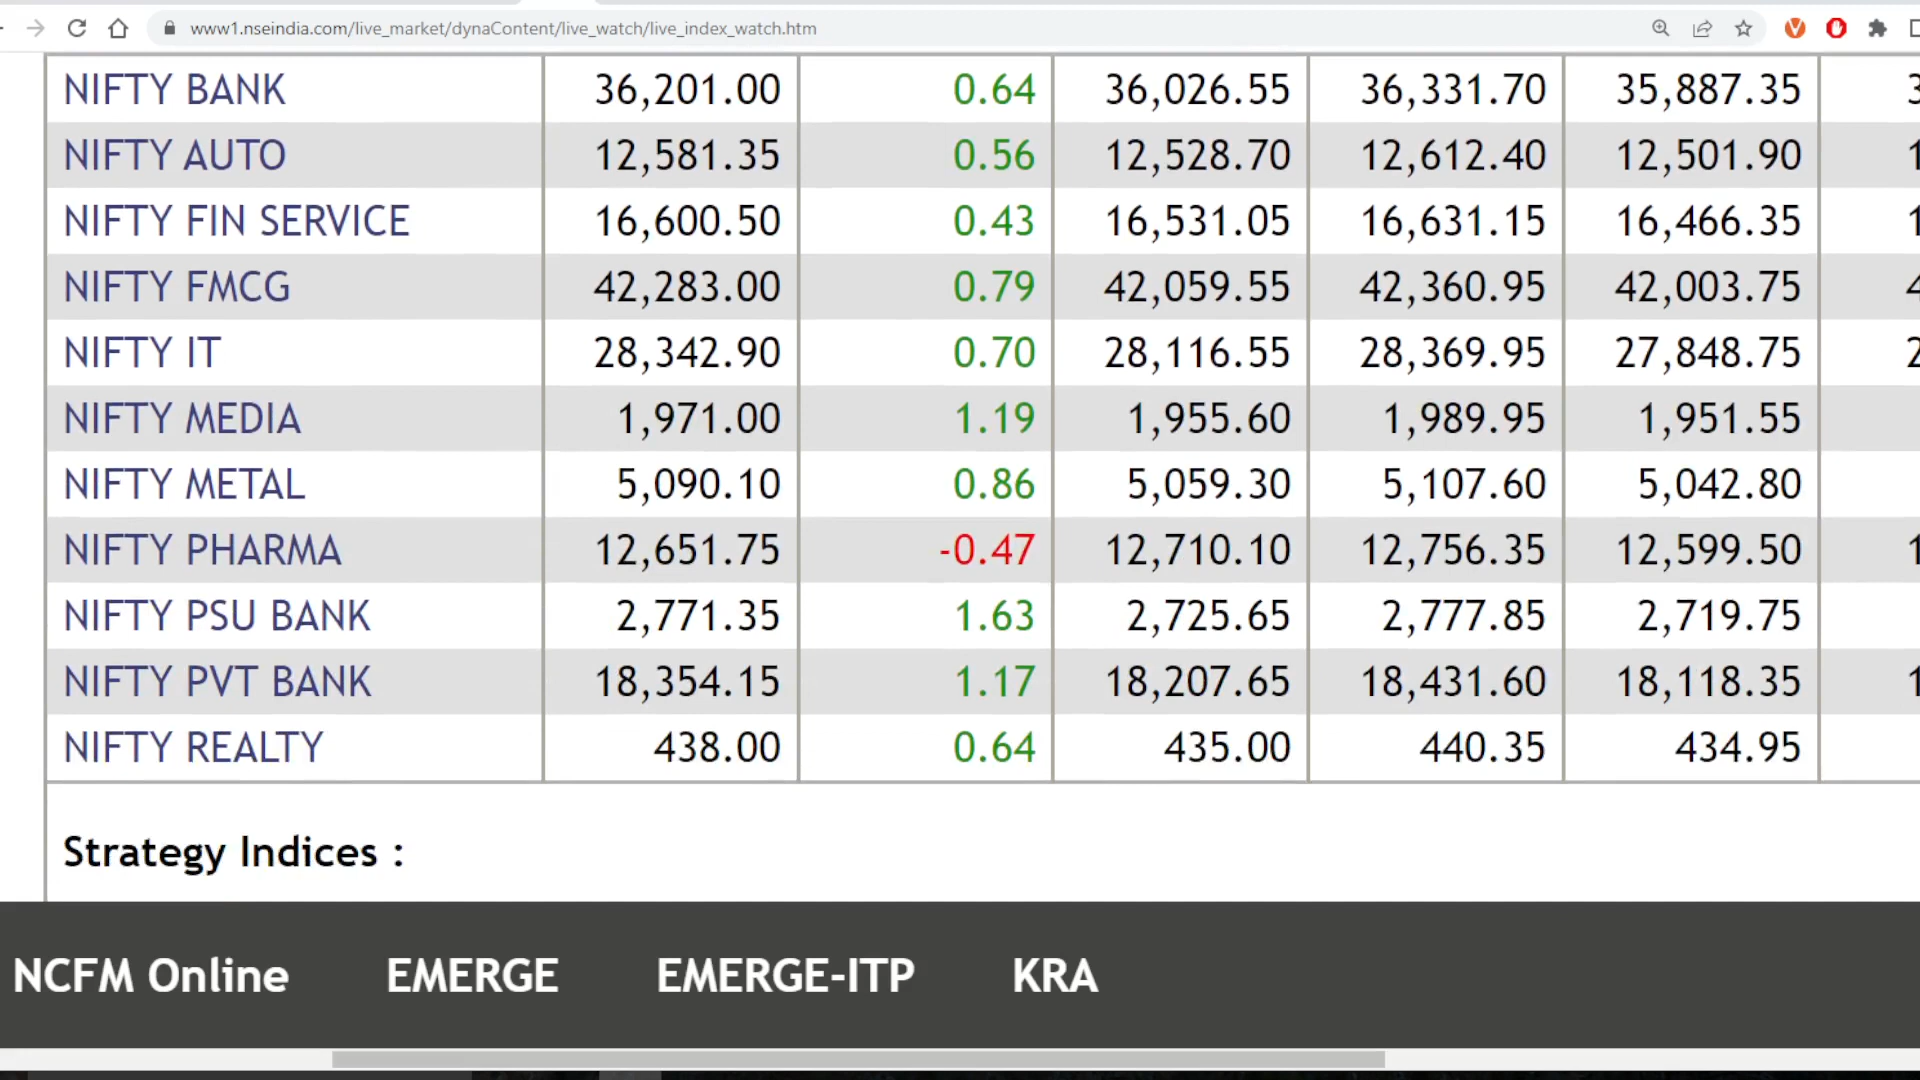 www1.nseindia.com/live_market/dynaContent/live_watch/live_index_watch.htm
NIFTY BANK 36,201.00 0.64 36,026.55 36,331.70 35,887.35
NIFTY AUTO 12,581.35 0.56 12,528.70 12,612.40 12,501.90
NIFTY FIN SERVICE 16,600.50 0.43 16,531.05 16,631.15 16,466.35
NIFTY FMCG 42,283.00 0.79 42,059.55 42,360.95 42,003.75
NIFTY IT 28,342.90 0.70 28,116.55 28,369.95 27,848.75
NIFTY MEDIA 1,971.00 1.19 1,955.60 1,989.95 1,951.55
NIFTY METAL 5,090.10 0.86 5,059.30 5,107.60 5,042.80
NIFTY PHARMA 12,651.75 -0.47 12,710.10 12,756.35 12,599.50
NIFTY PSU BANK 2,771.35 1.63 2,725.65 2,777.85 2,719.75
NIFTY PVT BANK 18,354.15 1.17 18,207.65 18,431.60 18,118.35
NIFTY REALTY 438.00 0.64 435.00 440.35 434.95
Strategy Indices :
NCFM Online EMERGE EMERGE-ITP KRA